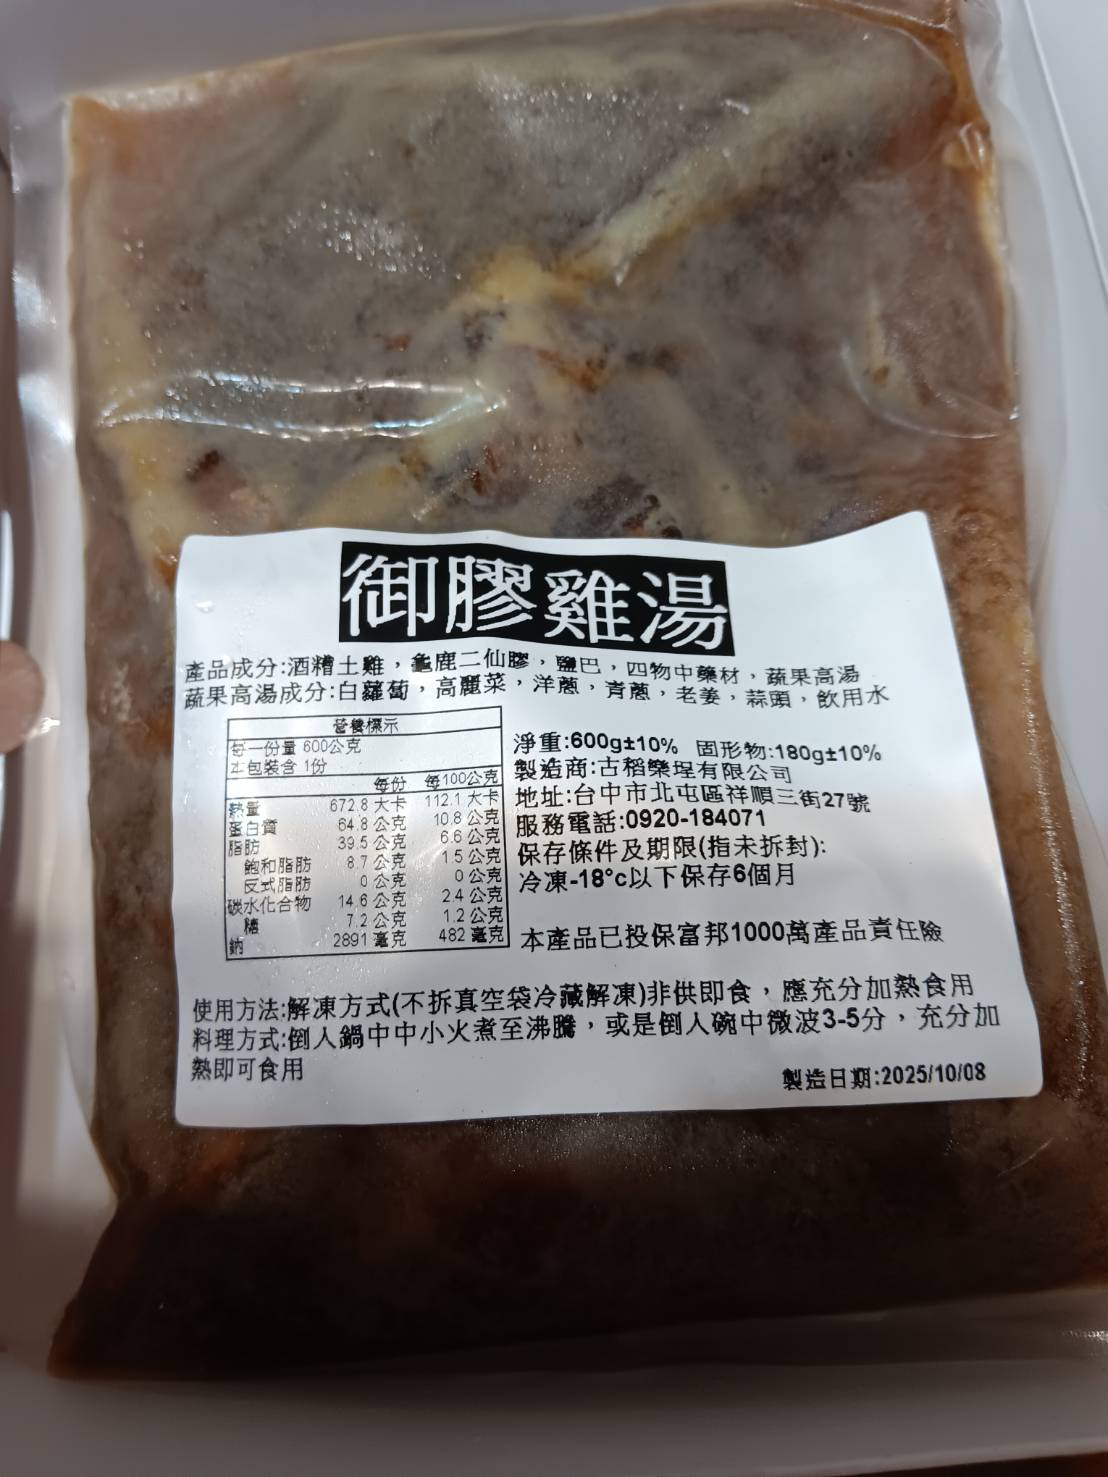 御膠雞湯
產品成分:酒糟土雞，龜鹿二仙膠，鹽巴，四物中藥材，蔬果高湯
蔬果高湯成分:白蘿蔔，高麗菜，洋蔥，青蔥，老姜，蒜頭，飲用水
營養標示
每一份量 600公克
本包裝含 1份
每份 每100公克
熱量 672.8 大卡 112.1 大卡
蛋白質 64.8 公克 10.8 公克
脂肪 39.5 公克 6.6 公克
飽和脂肪 8.7 公克 1.5 公克
反式脂肪 0 公克 0 公克
碳水化合物 14.6 公克 2.4 公克
糖 7.2 公克 1.2 公克
鈉 2891 毫克 482 毫克
淨重:600g±10% 固形物:180g±10%
製造商:古稻樂埕有限公司
地址:台中市北屯區祥順三街27號
服務電話:0920-184071
保存條件及期限(指未拆封):
冷凍-18°c以下保存6個月
本產品已投保富邦1000萬產品責任險
使用方法:解凍方式(不拆真空袋冷藏解凍)非供即食，應充分加熱食用
料理方式:倒入鍋中中小火煮至沸騰，或是倒入碗中微波3-5分，充分加
熱即可食用
製造日期:2025/10/08